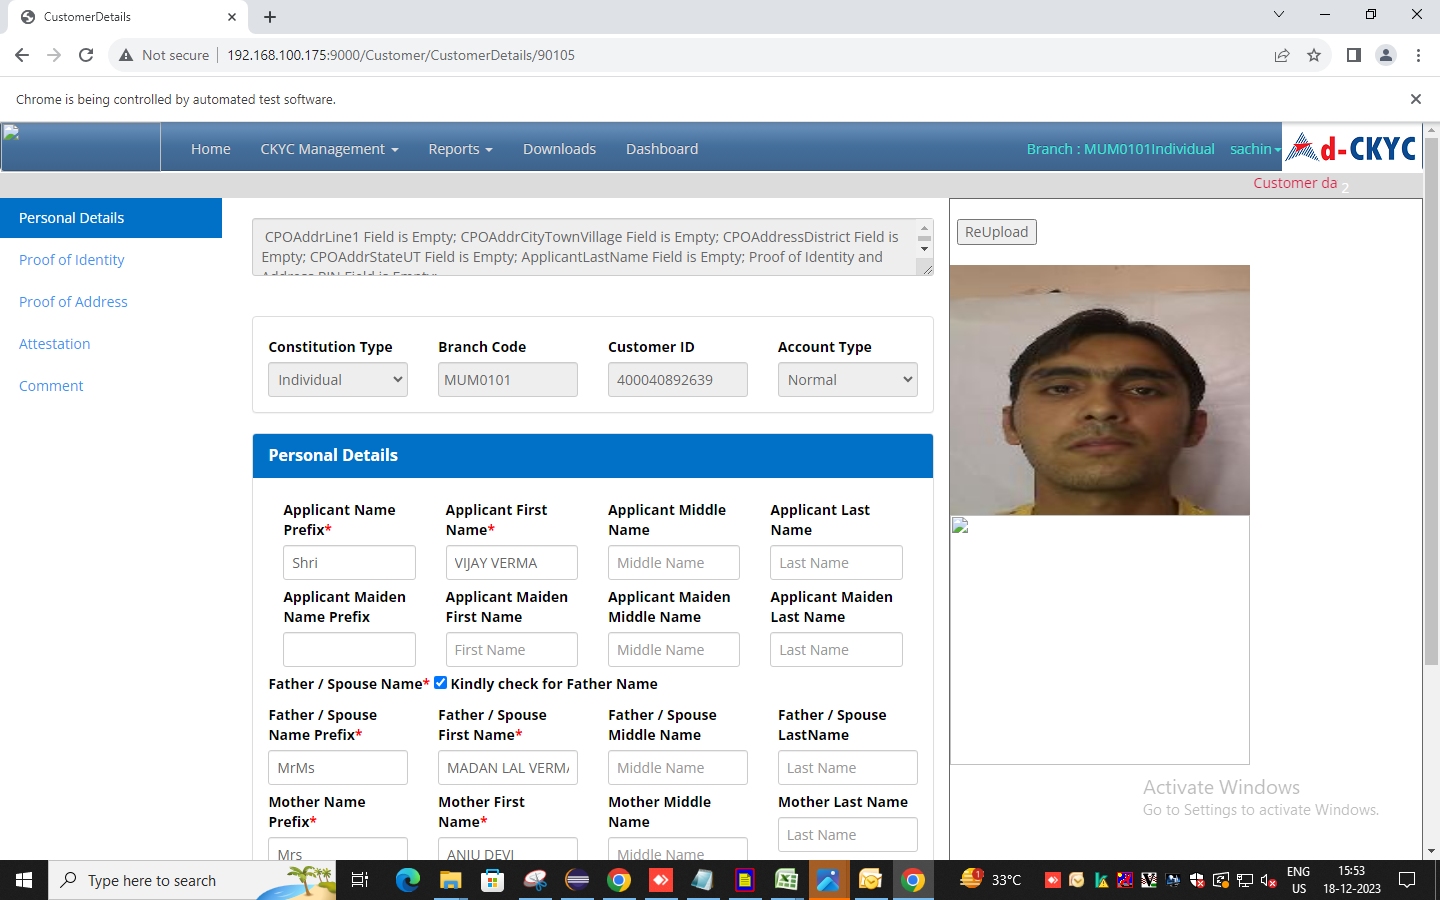 CustomerDetails
Not secure
192.168.100.175:9000/Customer/CustomerDetails/90105
Chrome is being controlled by automated test software.
Home
CKYC Management
Reports
Downloads
Dashboard
Branch : MUM0101Individual
sachin
d-CKYC
Customer da
2
Personal Details
Proof of Identity
Proof of Address
Attestation
Comment
CPOAddrLine1 Field is Empty; CPOAddrCityTownVillage Field is Empty; CPOAddressDistrict Field is
Empty; CPOAddrStateUT Field is Empty; ApplicantLastName Field is Empty; Proof of Identity and
Address PIN Field is Empty;
ReUpload
Constitution Type
Branch Code
Customer ID
Account Type
Individual
MUM0101
400040892639
Normal
Personal Details
Applicant Name
Prefix*
Applicant First
Name*
Applicant Middle
Name
Applicant Last
Name
Shri
VIJAY VERMA
Middle Name
Last Name
Applicant Maiden
Name Prefix
Applicant Maiden
First Name
Applicant Maiden
Middle Name
Applicant Maiden
Last Name
First Name
Middle Name
Last Name
Father / Spouse Name* Kindly check for Father Name
Father / Spouse
Name Prefix*
Father / Spouse
First Name*
Father / Spouse
Middle Name
Father / Spouse
LastName
MrMs
MADAN LAL VERMA
Middle Name
Last Name
Mother Name
Prefix*
Mother First
Name*
Mother Middle
Name
Mother Last Name
Mrs
ANJU DEVI
Middle Name
Last Name
Activate Windows
Go to Settings to activate Windows.
Type here to search
1
33°C
ENG
US
15:53
18-12-2023